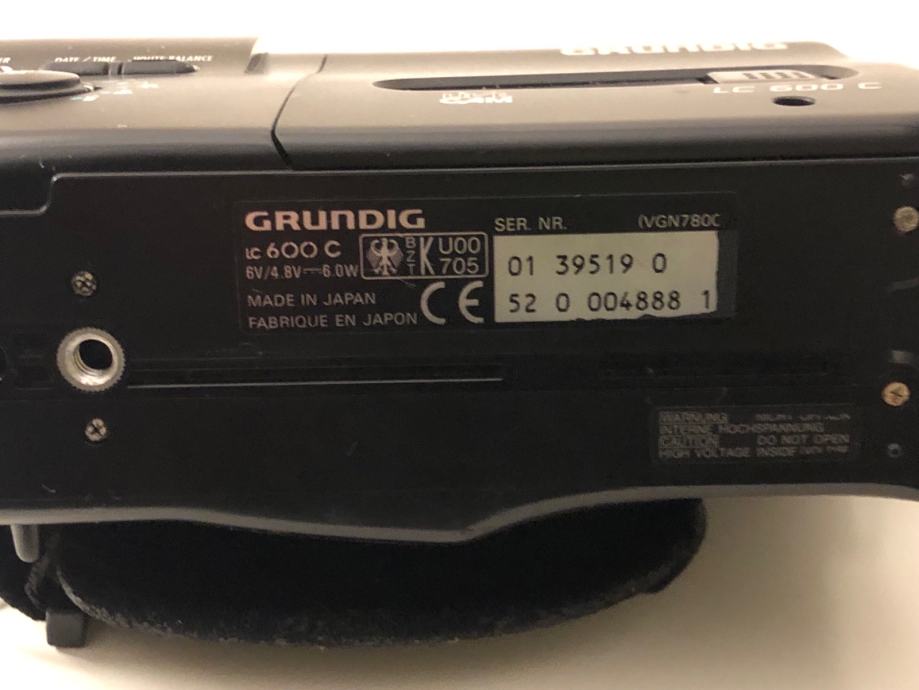 DATE / TIME
WHITE BALANCE
GRUNDIG
CAM
LC 600 C
GRUNDIG
LC 600 C
BZT
K U00 705
6V/4.8V⎓6.0W
MADE IN JAPAN
FABRIQUE EN JAPON
CE
SER. NR. (VGN780C
01 39519 0
52 0 004888 1
WARNUNG
INTERNE HOCHSPANNUNG
CAUTION DO NOT OPEN
HIGH VOLTAGE INSIDE